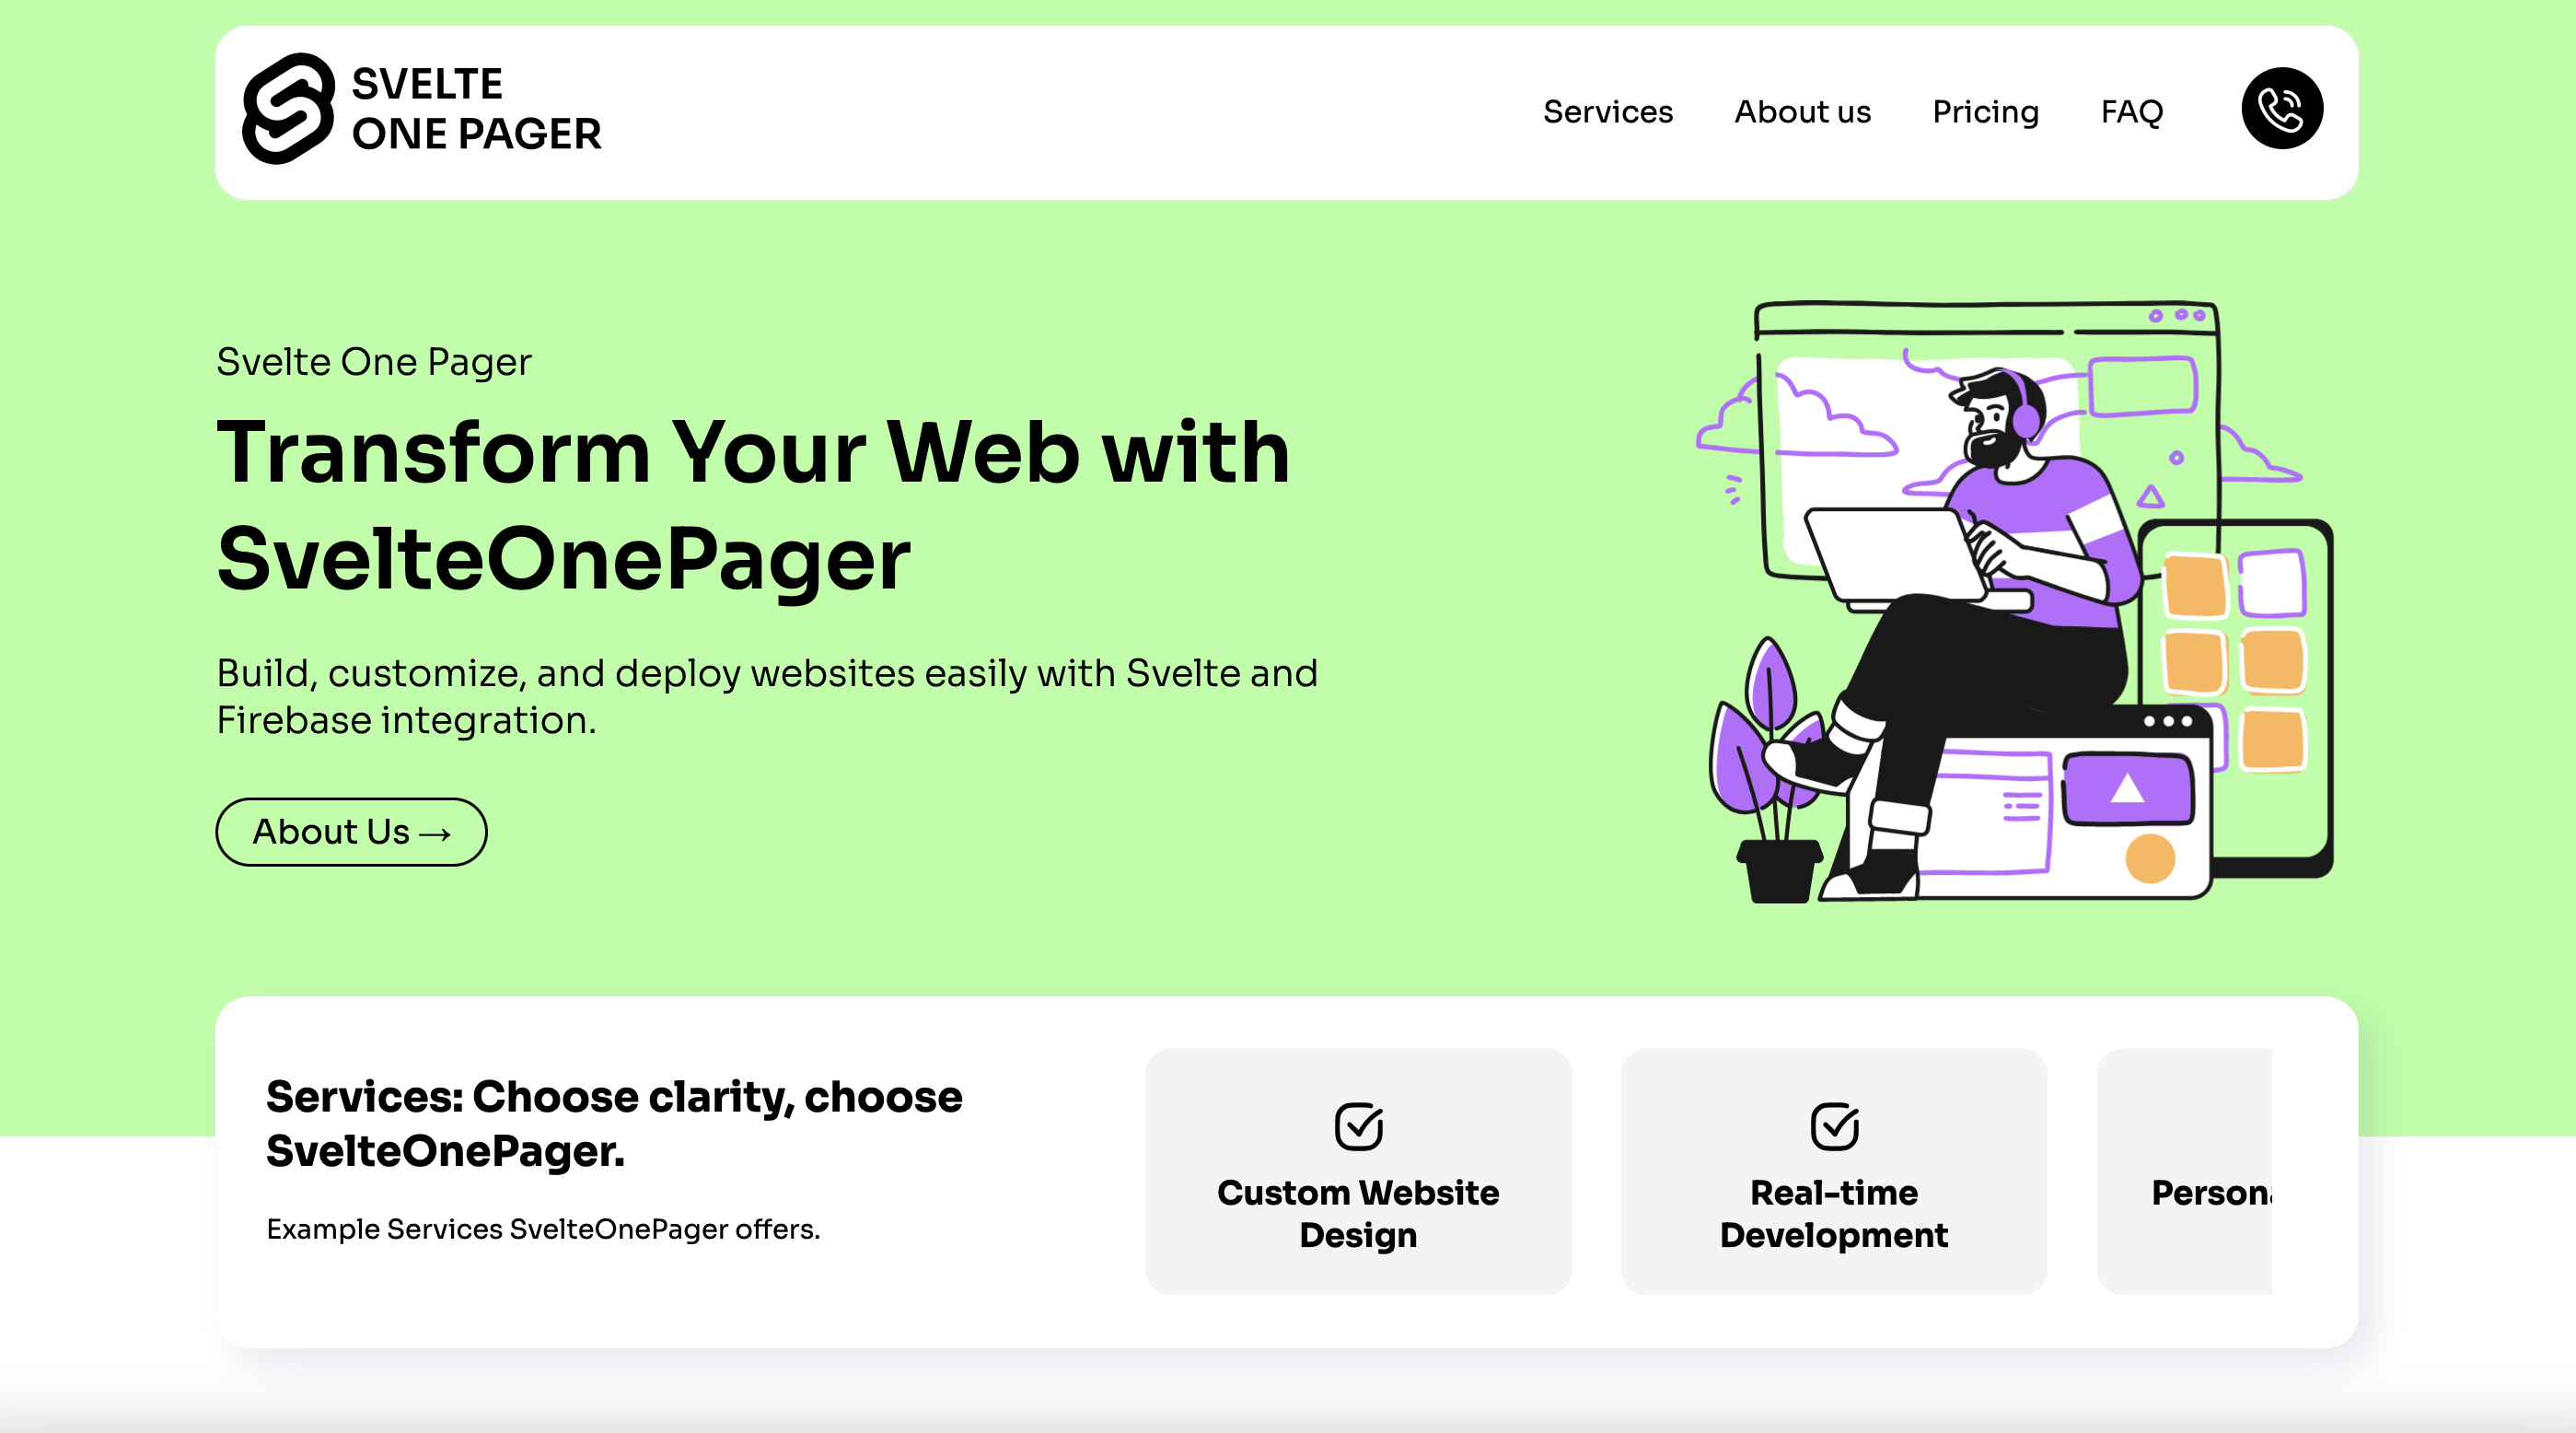 SVELTE
ONE PAGER
Services
About us
Pricing
FAQ
Svelte One Pager
Transform Your Web with
SvelteOnePager
Build, customize, and deploy websites easily with Svelte and
Firebase integration.
About Us →
Services: Choose clarity, choose
SvelteOnePager.
Example Services SvelteOnePager offers.
Custom Website
Design
Real-time
Development